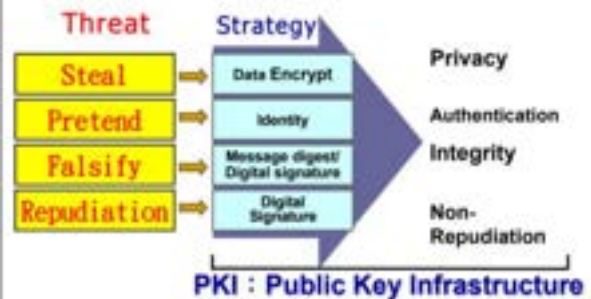 Threat
Strategy
Steal
Data Encrypt
Privacy
Pretend
Identity
Authentication
Falsify
Message digest/
Digital signature
Integrity
Repudiation
Digital
Signature
Non-
Repudiation
PKI : Public Key Infrastructure